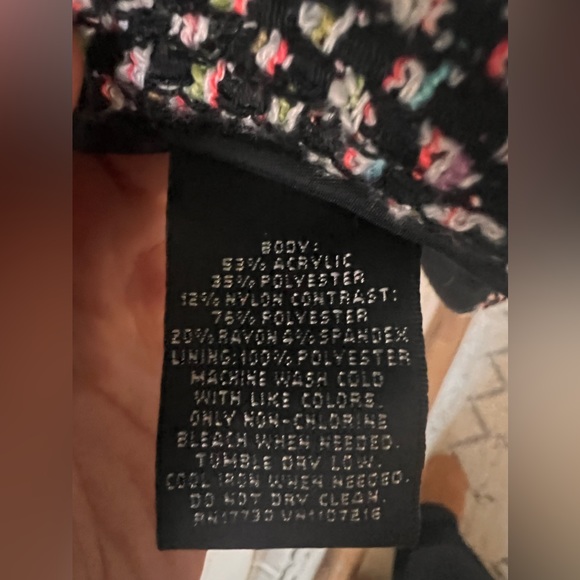 BODY:
53% ACRYLIC
35% POLYESTER
12% NYLON CONTRAST:
76% POLYESTER
20% RAYON 4% SPANDEX
LINING: 100% POLYESTER
MACHINE WASH COLD
WITH LIKE COLORS.
ONLY NON-CHLORINE
BLEACH WHEN NEEDED.
TUMBLE DRY LOW.
COOL IRON WHEN NEEDED.
DO NOT DRY CLEAN.
RN17730 UN1107216